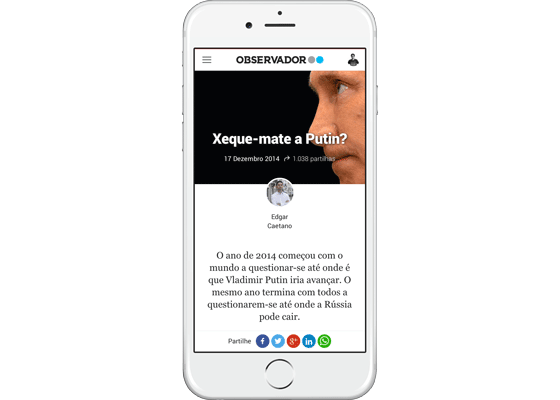 OBSERVADOR
Xeque-mate a Putin?
17 Dezembro 2014 1.038 partilhas
Edgar
Caetano
O ano de 2014 começou com o
mundo a questionar-se até onde é
que Vladimir Putin iria avançar. O
mesmo ano termina com todos a
questionarem-se até onde a Rússia
pode cair.
Partilhe f g+ in